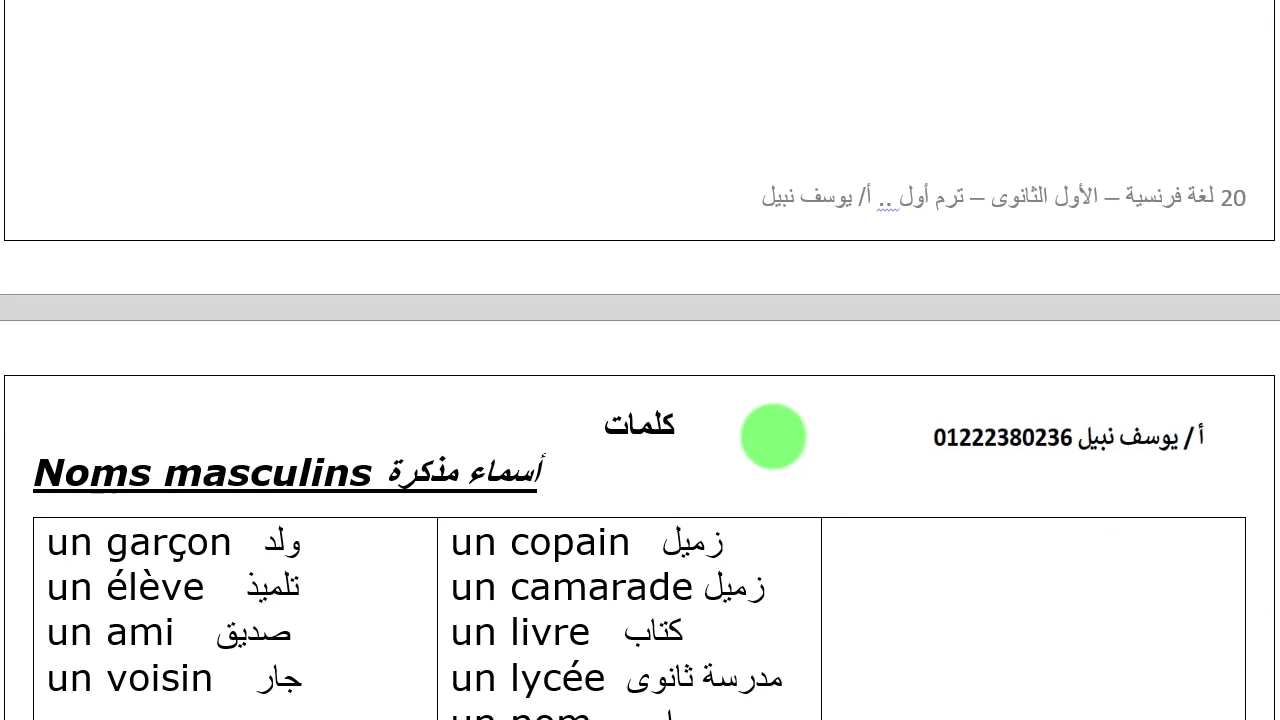 20 لغة فرنسية – الأول الثانوى – ترم أول .. أ/ يوسف نبيل
كلمات
أ / يوسف نبيل 01222380236
Noms masculins أسماء مذكرة
un garçon ولد
un élève تلميذ
un ami صديق
un voisin جار
un copain زميل
un camarade زميل
un livre كتاب
un lycée مدرسة ثانوى
un nom